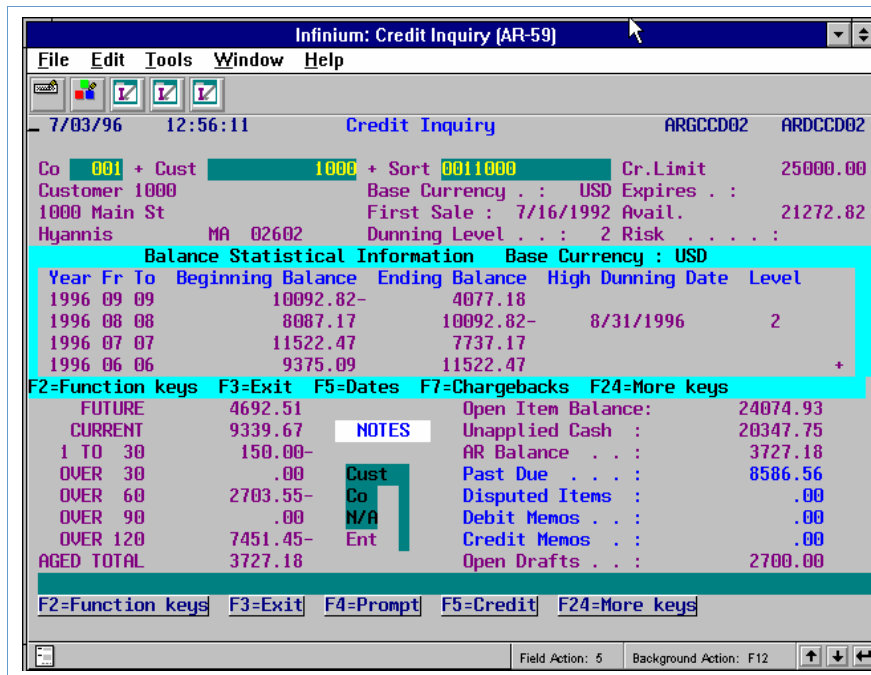 Infinium: Credit Inquiry (AR-59)
File Edit Tools Window Help
7/03/96 12:56:11 Credit Inquiry ARGCCD02 ARDCCD02
Co 001 + Cust 1000 + Sort 0011000 Cr.Limit 25000.00
Customer 1000 Base Currency . : USD Expires . :
1000 Main St First Sale : 7/16/1992 Avail. 21272.82
Hyannis MA 02602 Dunning Level . . : 2 Risk . . . . :
Balance Statistical Information Base Currency : USD
Year Fr To Beginning Balance Ending Balance High Dunning Date Level
1996 09 09 10092.82- 4077.18
1996 08 08 8087.17 10092.82- 8/31/1996 2
1996 07 07 11522.47 7737.17
1996 06 06 9375.09 11522.47 +
F2=Function keys F3=Exit F5=Dates F7=Chargebacks F24=More keys
FUTURE 4692.51 Open Item Balance: 24074.93
CURRENT 9339.67 NOTES Unapplied Cash : 20347.75
1 TO 30 150.00- AR Balance . . : 3727.18
OVER 30 .00 Cust Past Due . . . : 8586.56
OVER 60 2703.55- Co Disputed Items : .00
OVER 90 .00 N/A Debit Memos . . : .00
OVER 120 7451.45- Ent Credit Memos . : .00
AGED TOTAL 3727.18 Open Drafts . . : 2700.00
F2=Function keys F3=Exit F4=Prompt F5=Credit F24=More keys
Field Action: 5 Background Action: F12